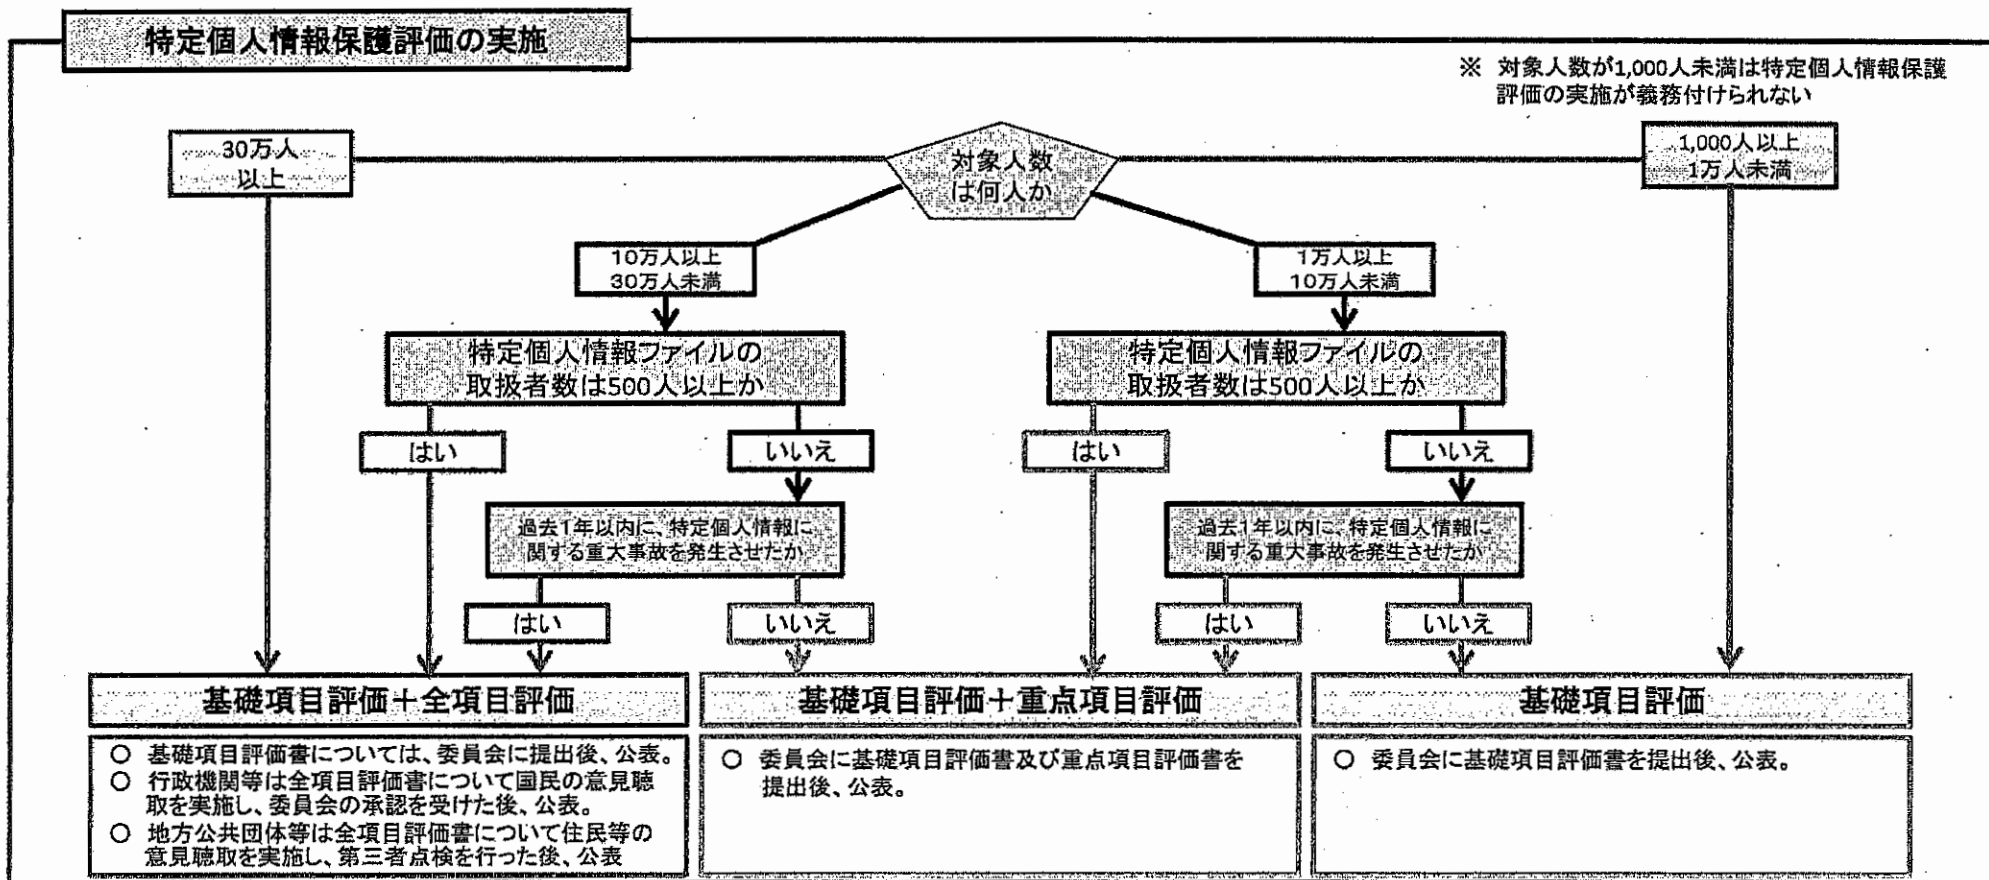 特定個人情報保護評価の実施
※ 対象人数が1,000人未満は特定個人情報保護
評価の実施が義務付けられない
30万人
以上
対象人数
は何人か
1,000人以上
1万人未満
10万人以上
30万人未満
1万人以上
10万人未満
特定個人情報ファイルの
取扱者数は500人以上か
特定個人情報ファイルの
取扱者数は500人以上か
はい
いいえ
はい
いいえ
過去1年以内に、特定個人情報に
関する重大事故を発生させたか
過去1年以内に、特定個人情報に
関する重大事故を発生させたか
はい
いいえ
はい
いいえ
基礎項目評価+全項目評価
基礎項目評価+重点項目評価
基礎項目評価
○ 基礎項目評価書については、委員会に提出後、公表。
○ 行政機関等は全項目評価書について国民の意見聴
取を実施し、委員会の承認を受けた後、公表。
○ 地方公共団体等は全項目評価書について住民等の
意見聴取を実施し、第三者点検を行った後、公表
○ 委員会に基礎項目評価書及び重点項目評価書を
提出後、公表。
○ 委員会に基礎項目評価書を提出後、公表。